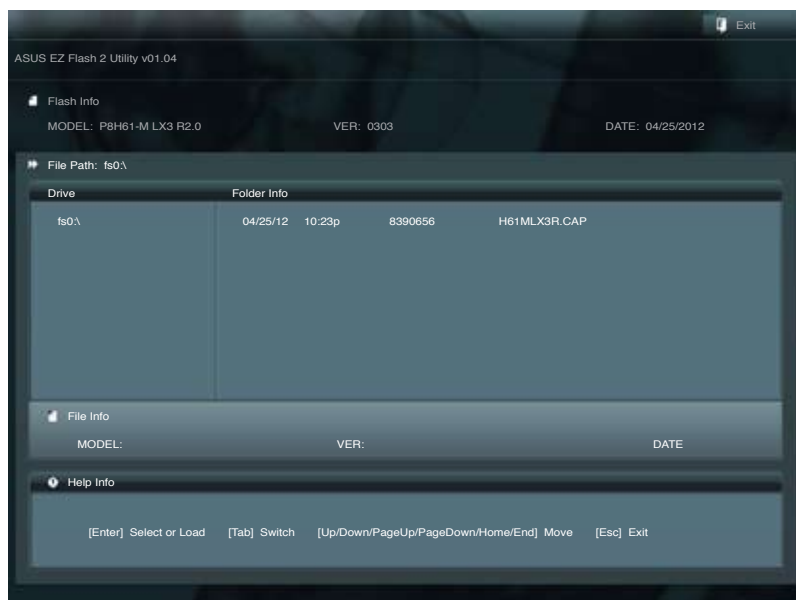 Exit
ASUS EZ Flash 2 Utility v01.04
Flash Info
MODEL: P8H61-M LX3 R2.0 VER: 0303 DATE: 04/25/2012
File Path: fs0:\
Drive Folder Info
fs0:\ 04/25/12 10:23p 8390656 H61MLX3R.CAP
File Info
MODEL: VER: DATE
Help Info
[Enter] Select or Load [Tab] Switch [Up/Down/PageUp/PageDown/Home/End] Move [Esc] Exit